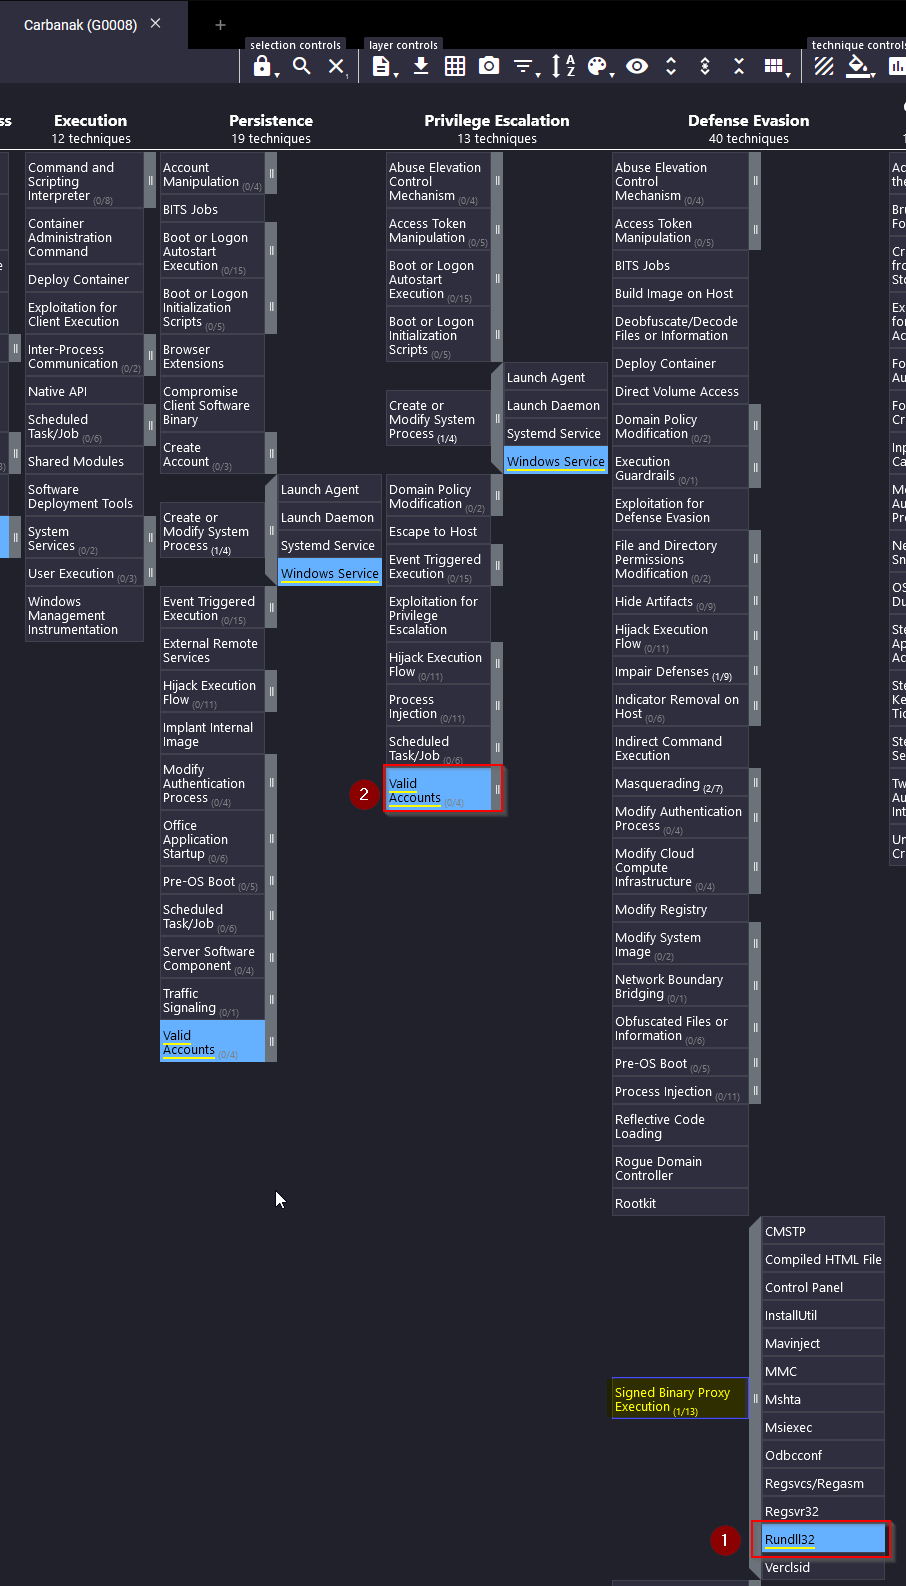 Carbanak (G0008)
selection controls
layer controls
technique controls
Execution
12 techniques
Command and
Scripting
Interpreter (0/8)
Container
Administration
Command
Deploy Container
Exploitation for
Client Execution
Inter-Process
Communication (0/2)
Native API
Scheduled
Task/Job (0/6)
Shared Modules
Software
Deployment Tools
System
Services (0/2)
User Execution (0/3)
Windows
Management
Instrumentation
Persistence
19 techniques
Account
Manipulation (0/4)
BITS Jobs
Boot or Logon
Autostart
Execution (0/15)
Boot or Logon
Initialization
Scripts (0/5)
Browser
Extensions
Compromise
Client Software
Binary
Create
Account (0/3)
Create or
Modify System
Process (1/4)
Launch Agent
Launch Daemon
Systemd Service
Windows Service
Event Triggered
Execution (0/15)
External Remote
Services
Hijack Execution
Flow (0/11)
Implant Internal
Image
Modify
Authentication
Process (0/4)
Office
Application
Startup (0/6)
Pre-OS Boot (0/5)
Scheduled
Task/Job (0/6)
Server Software
Component (0/4)
Traffic
Signaling (0/1)
Valid
Accounts (0/4)
Privilege Escalation
13 techniques
Abuse Elevation
Control
Mechanism (0/4)
Access Token
Manipulation (0/5)
Boot or Logon
Autostart
Execution (0/15)
Boot or Logon
Initialization
Scripts (0/5)
Create or
Modify System
Process (1/4)
Launch Agent
Launch Daemon
Systemd Service
Windows Service
Domain Policy
Modification (0/2)
Escape to Host
Event Triggered
Execution (0/15)
Exploitation for
Privilege
Escalation
Hijack Execution
Flow (0/11)
Process
Injection (0/11)
Scheduled
Task/Job (0/6)
2
Valid
Accounts (0/4)
Defense Evasion
40 techniques
Abuse Elevation
Control
Mechanism (0/4)
Access Token
Manipulation (0/5)
BITS Jobs
Build Image on Host
Deobfuscate/Decode
Files or Information
Deploy Container
Direct Volume Access
Domain Policy
Modification (0/2)
Execution
Guardrails (0/1)
Exploitation for
Defense Evasion
File and Directory
Permissions
Modification (0/2)
Hide Artifacts (0/9)
Hijack Execution
Flow (0/11)
Impair Defenses (1/9)
Indicator Removal on
Host (0/6)
Indirect Command
Execution
Masquerading (2/7)
Modify Authentication
Process (0/4)
Modify Cloud
Compute
Infrastructure (0/4)
Modify Registry
Modify System
Image (0/2)
Network Boundary
Bridging (0/1)
Obfuscated Files or
Information (0/6)
Pre-OS Boot (0/5)
Process Injection (0/11)
Reflective Code
Loading
Rogue Domain
Controller
Rootkit
Signed Binary Proxy
Execution (1/13)
CMSTP
Compiled HTML File
Control Panel
InstallUtil
Mavinject
MMC
Mshta
Msiexec
Odbcconf
Regsvcs/Regasm
Regsvr32
1
Rundll32
Verclsid